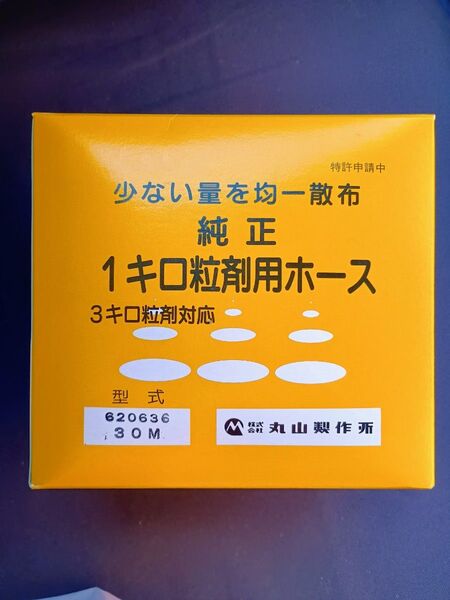 特許申請中
少ない量を均一散布
純正
1キロ粒剤用ホース
3キロ粒剤対応
型式
620636
30M
株式会社 丸山製作所